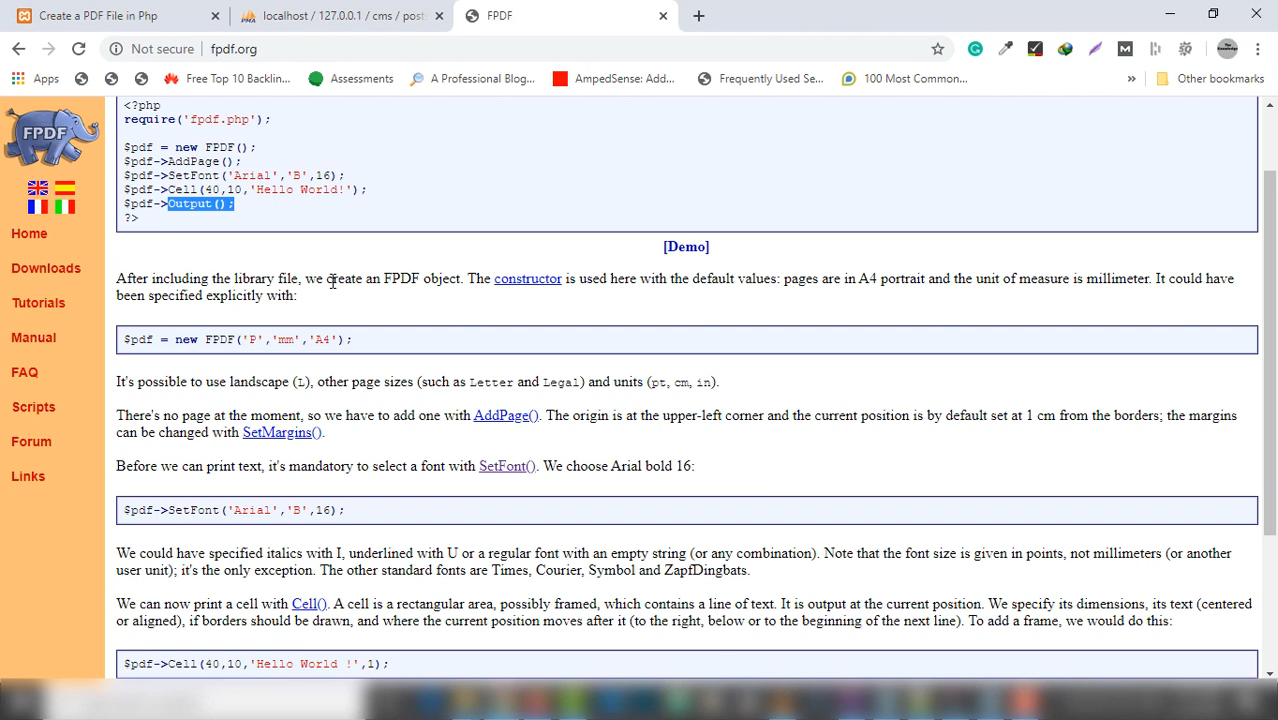 Create a PDF File in Php
localhost / 127.0.0.1 / cms / post
FPDF
Not secure
fpdf.org
Apps
Free Top 10 Backlin...
Assessments
A Professional Blog...
AmpedSense: Add...
Frequently Used Se...
100 Most Common...
»
Other bookmarks
FPDF
Home
Downloads
Tutorials
Manual
FAQ
Scripts
Forum
Links
<?php
require('fpdf.php');
$pdf = new FPDF();
$pdf->AddPage();
$pdf->SetFont('Arial','B',16);
$pdf->Cell(40,10,'Hello World!');
$pdf->Output();
?>
[Demo]
After including the library file, we create an FPDF object. The constructor is used here with the default values: pages are in A4 portrait and the unit of measure is millimeter. It could have
been specified explicitly with:
$pdf = new FPDF('P','mm','A4');
It's possible to use landscape (L), other page sizes (such as Letter and Legal) and units (pt, cm, in).
There's no page at the moment, so we have to add one with AddPage(). The origin is at the upper-left corner and the current position is by default set at 1 cm from the borders; the margins
can be changed with SetMargins().
Before we can print text, it's mandatory to select a font with SetFont(). We choose Arial bold 16:
$pdf->SetFont('Arial','B',16);
We could have specified italics with I, underlined with U or a regular font with an empty string (or any combination). Note that the font size is given in points, not millimeters (or another
user unit); it's the only exception. The other standard fonts are Times, Courier, Symbol and ZapfDingbats.
We can now print a cell with Cell(). A cell is a rectangular area, possibly framed, which contains a line of text. It is output at the current position. We specify its dimensions, its text (centered
or aligned), if borders should be drawn, and where the current position moves after it (to the right, below or to the beginning of the next line). To add a frame, we would do this:
$pdf->Cell(40,10,'Hello World !',1);